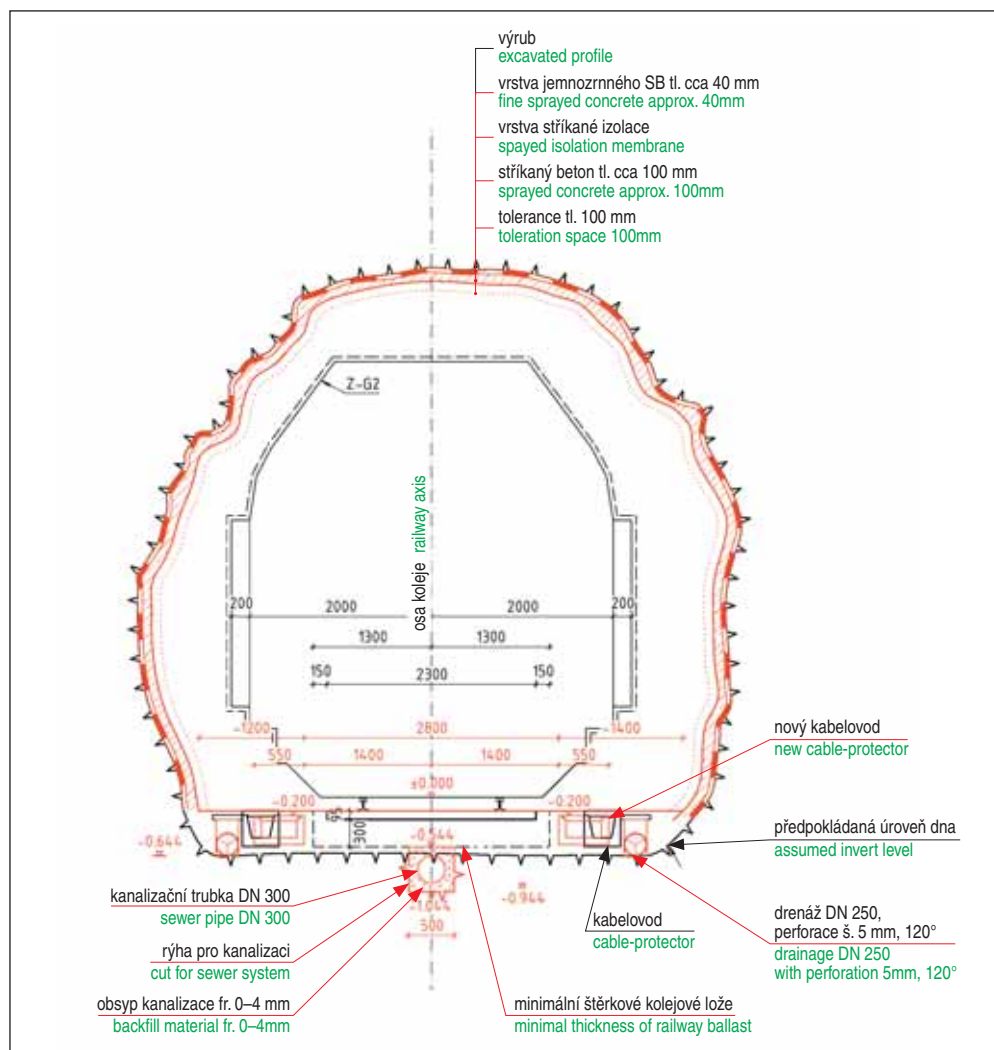 výrub
excavated profile
vrstva jemnozrnného SB tl. cca 40 mm
fine sprayed concrete approx. 40mm
vrstva stříkané izolace
spayed isolation membrane
stříkaný beton tl. cca 100 mm
sprayed concrete approx. 100mm
tolerance tl. 100 mm
toleration space 100mm
Z-G2
osa koleje railway axis
200 2000 2000 200
1300 1300
150 2300 150
-1200 2800 -1400
550 1400 1400 550
±0.000
-0.200 -0.200
95
300
-0.644 -0.544
-1.044 -0.944
500
nový kabelovod
new cable-protector
předpokládaná úroveň dna
assumed invert level
kanalizační trubka DN 300
sewer pipe DN 300
kabelovod
cable-protector
drenáž DN 250,
perforace š. 5 mm, 120°
drainage DN 250
with perforation 5mm, 120°
rýha pro kanalizaci
cut for sewer system
obsyp kanalizace fr. 0–4 mm
backfill material fr. 0–4mm
minimální štěrkové kolejové lože
minimal thickness of railway ballast